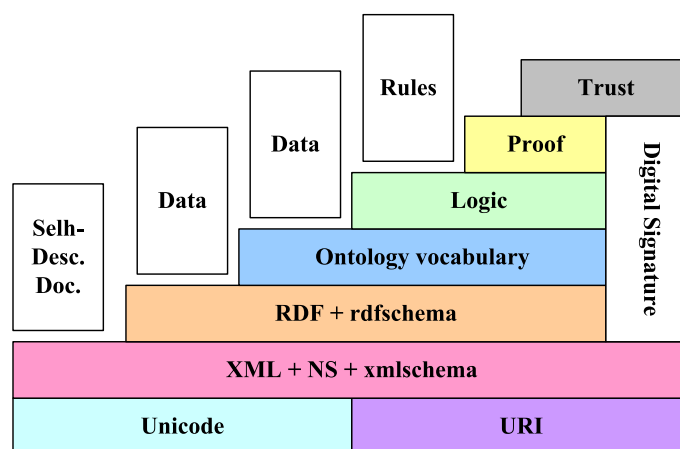 Rules
Trust
Data
Proof
Digital Signature
Data
Logic
Selh-
Desc.
Doc.
Ontology vocabulary
RDF + rdfschema
XML + NS + xmlschema
Unicode
URI